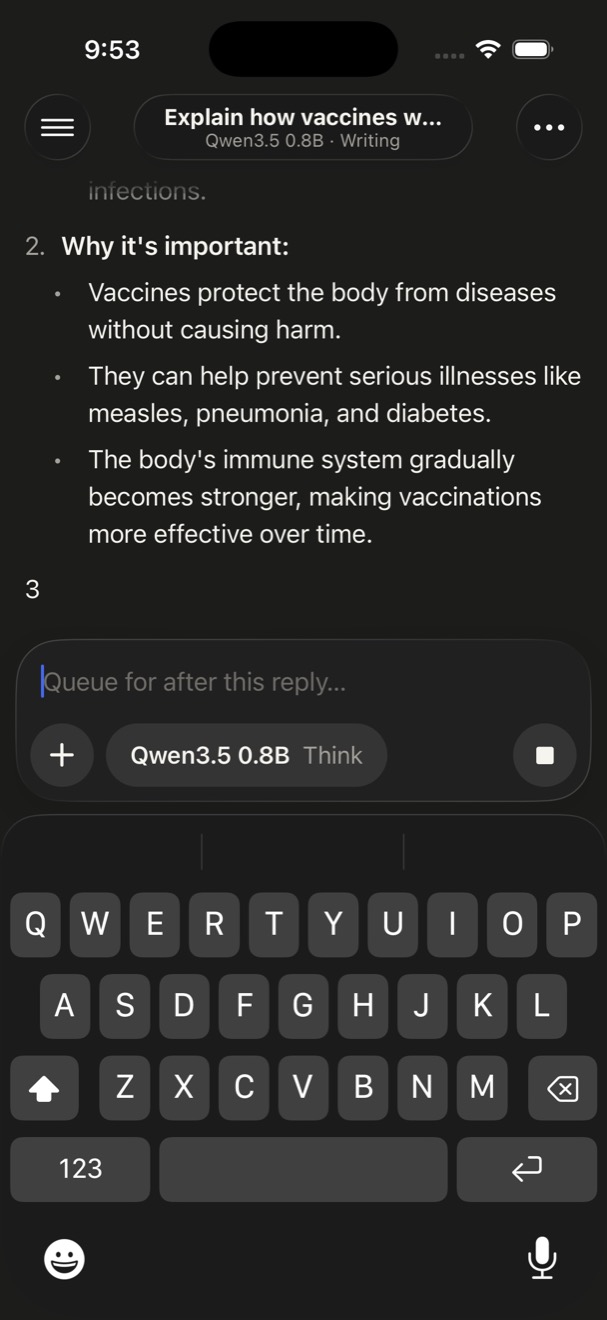 9:53
Explain how vaccines w...
Qwen3.5 0.8B · Writing
infections.
2. Why it's important:
• Vaccines protect the body from diseases
without causing harm.
• They can help prevent serious illnesses like
measles, pneumonia, and diabetes.
• The body's immune system gradually
becomes stronger, making vaccinations
more effective over time.
3
Queue for after this reply...
Qwen3.5 0.8B Think
Q W E R T Y U I O P
A S D F G H J K L
Z X C V B N M
123